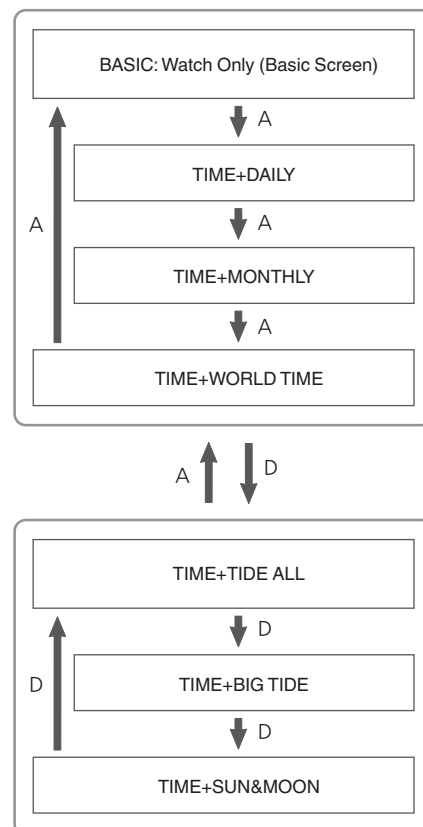 BASIC: Watch Only (Basic Screen)
A
TIME+DAILY
A
A
TIME+MONTHLY
A
TIME+WORLD TIME
A
D
TIME+TIDE ALL
D
TIME+BIG TIDE
D
D
TIME+SUN&MOON